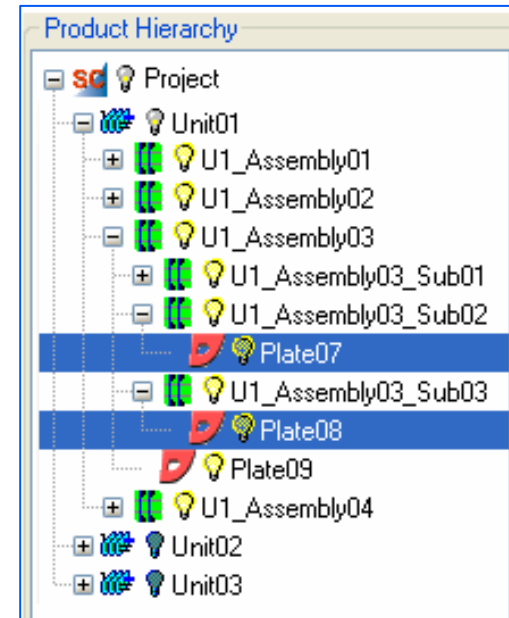 Product Hierarchy
SC Project
Unit01
U1_Assembly01
U1_Assembly02
U1_Assembly03
U1_Assembly03_Sub01
U1_Assembly03_Sub02
Plate07
U1_Assembly03_Sub03
Plate08
Plate09
U1_Assembly04
Unit02
Unit03